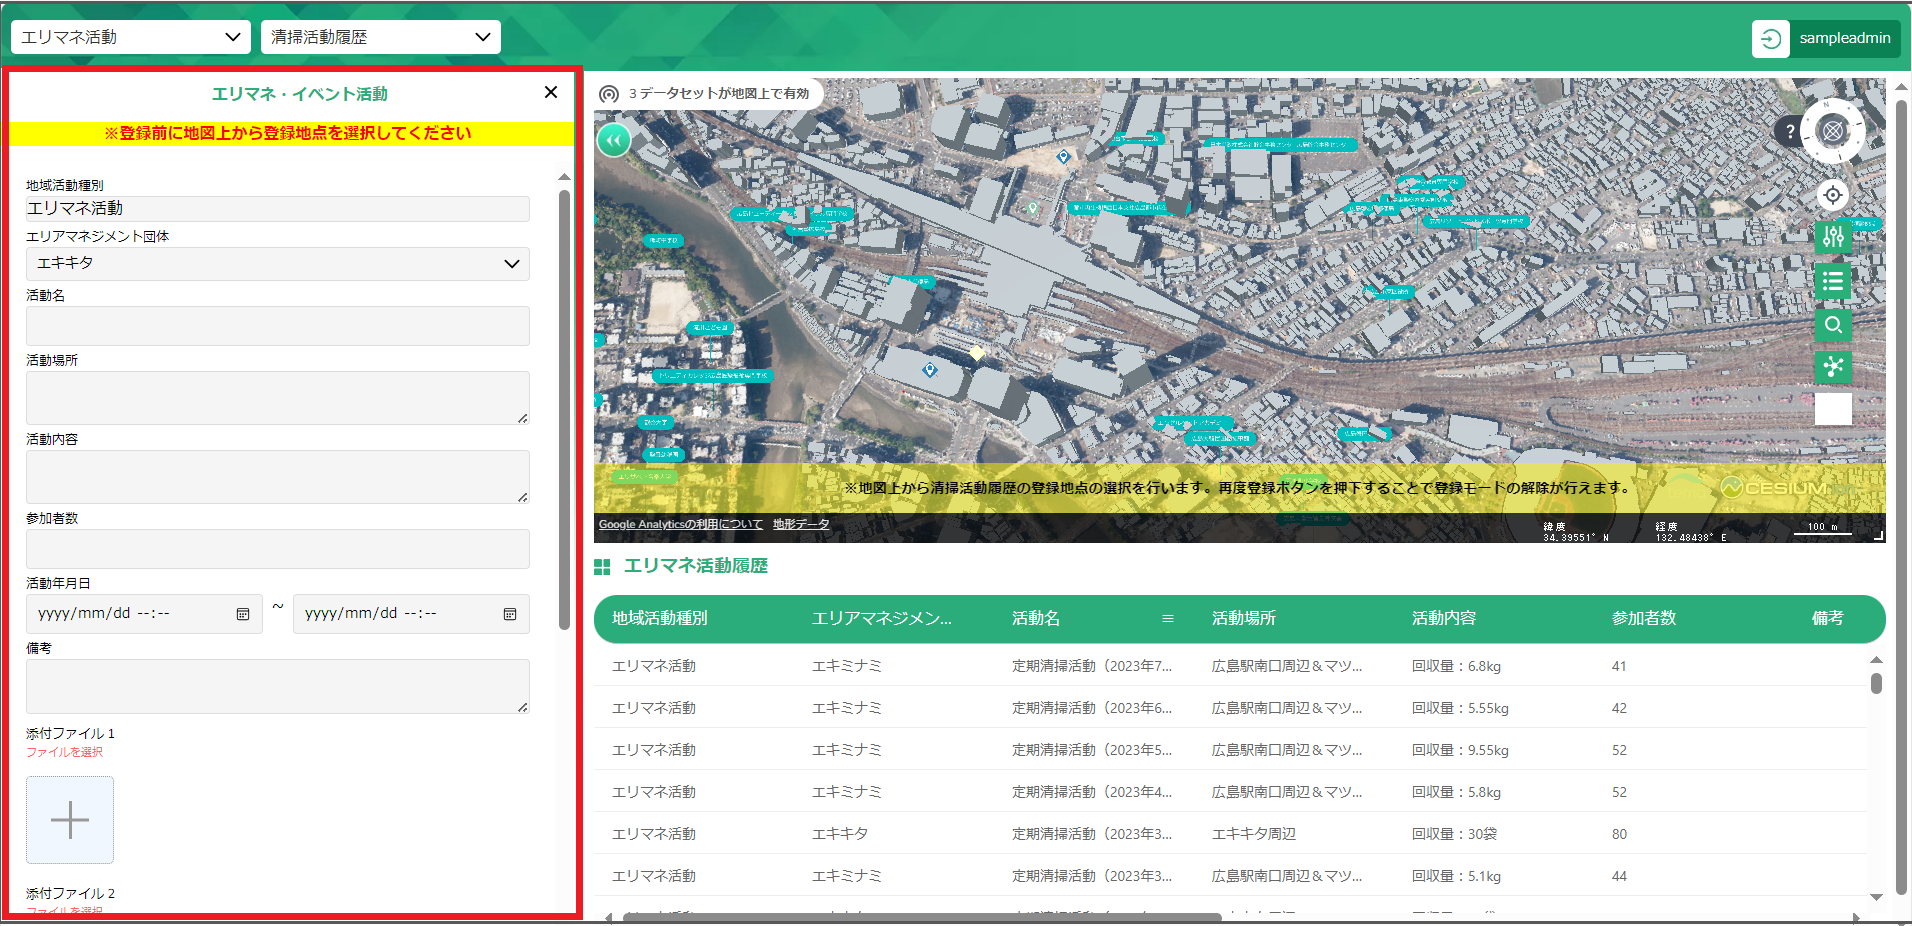 エリマネ活動
清掃活動履歴
sampleadmin
エリマネ・イベント活動
※登録前に地図上から登録地点を選択してください
地域活動種別
エリマネ活動
エリアマネジメント団体
エキキタ
活動名
活動場所
活動内容
参加者数
活動年月日
yyyy/mm/dd --:-- ~ yyyy/mm/dd --:--
備考
添付ファイル 1
ファイルを選択
添付ファイル 2
ファイルを選択
3 データセットが地図上で有効
?
N
※地図上から清掃活動履歴の登録地点の選択を行います。再度登録ボタンを押下することで登録モードの解除が行えます。
CESIUM
Google Analyticsの利用について 地形データ
緯度
34.39551° N
経度
132.48438° E
100 m
エリマネ活動履歴
地域活動種別 エリアマネジメン... 活動名 活動場所 活動内容 参加者数 備考
エリマネ活動 エキミナミ 定期清掃活動（2023年7... 広島駅南口周辺＆マツ... 回収量：6.8kg 41
エリマネ活動 エキミナミ 定期清掃活動（2023年6... 広島駅南口周辺＆マツ... 回収量：5.55kg 42
エリマネ活動 エキミナミ 定期清掃活動（2023年5... 広島駅南口周辺＆マツ... 回収量：9.55kg 52
エリマネ活動 エキミナミ 定期清掃活動（2023年4... 広島駅南口周辺＆マツ... 回収量：5.8kg 52
エリマネ活動 エキキタ 定期清掃活動（2023年3... エキキタ周辺 回収量：30袋 80
エリマネ活動 エキミナミ 定期清掃活動（2023年3... 広島駅南口周辺＆マツ... 回収量：5.1kg 44